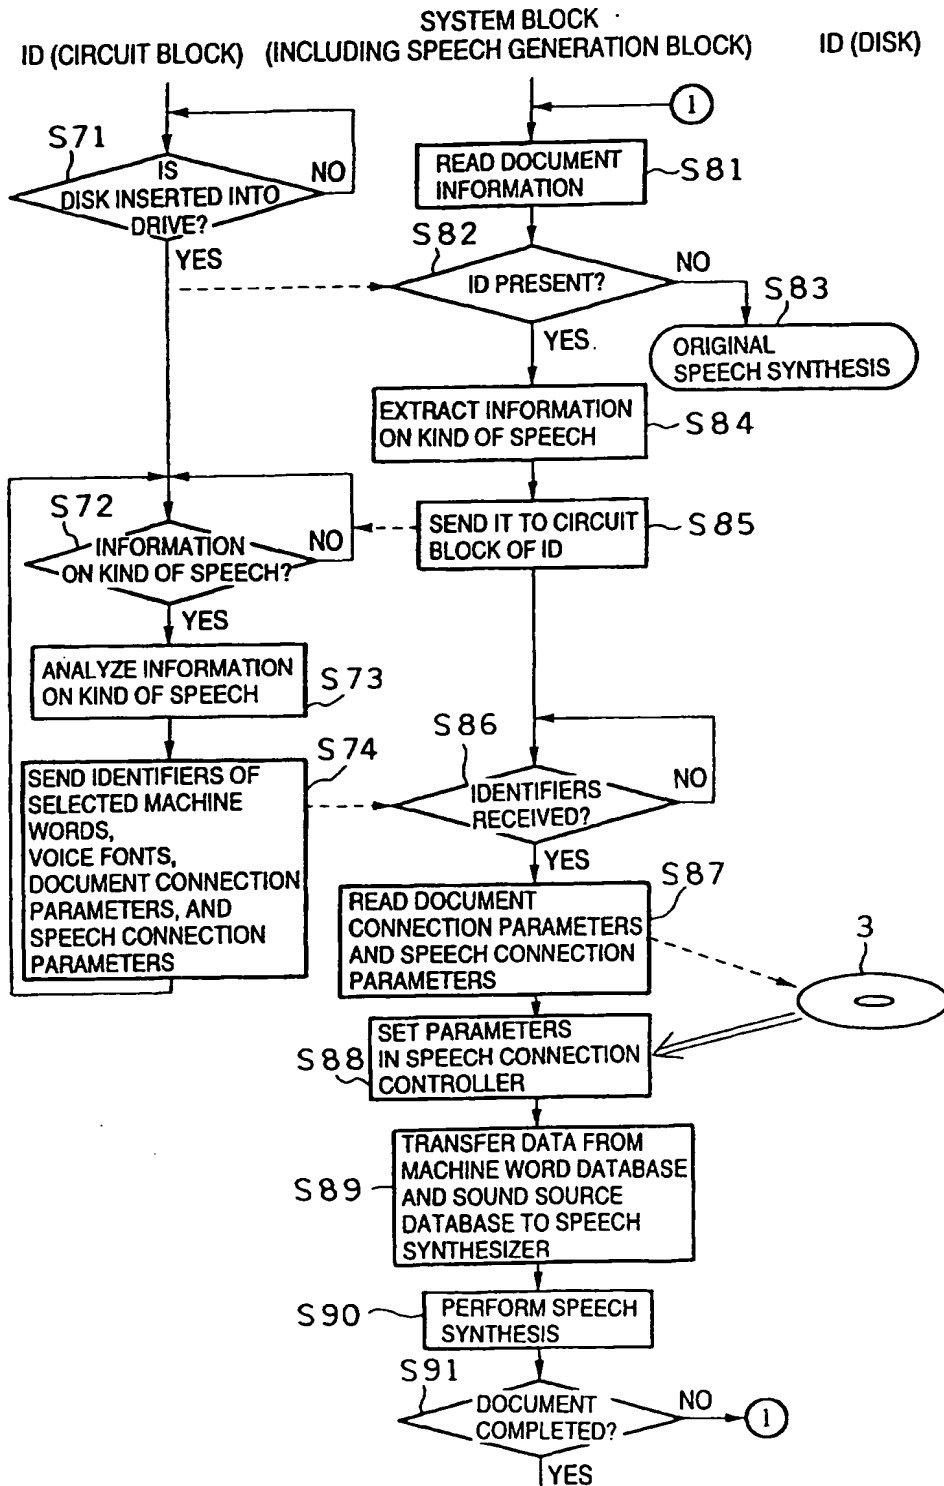 SYSTEM BLOCK
ID (CIRCUIT BLOCK)
(INCLUDING SPEECH GENERATION BLOCK)
ID (DISK)
1
S71
IS
DISK INSERTED INTO
DRIVE?
NO
YES
READ DOCUMENT
INFORMATION
S81
S82
ID PRESENT?
NO
YES.
S83
ORIGINAL
SPEECH SYNTHESIS
EXTRACT INFORMATION
ON KIND OF SPEECH
S84
S72
INFORMATION
ON KIND OF SPEECH?
NO
YES
SEND IT TO CIRCUIT
BLOCK OF ID
S85
ANALYZE INFORMATION
ON KIND OF SPEECH
S73
S74
SEND IDENTIFIERS OF
SELECTED MACHINE
WORDS,
VOICE FONTS,
DOCUMENT CONNECTION
PARAMETERS, AND
SPEECH CONNECTION
PARAMETERS
S86
IDENTIFIERS
RECEIVED?
NO
YES
S87
READ DOCUMENT
CONNECTION PARAMETERS
AND SPEECH CONNECTION
PARAMETERS
3
SET PARAMETERS
IN SPEECH CONNECTION
CONTROLLER
S88
TRANSFER DATA FROM
MACHINE WORD DATABASE
AND SOUND SOURCE
DATABASE TO SPEECH
SYNTHESIZER
S89
S90
PERFORM SPEECH
SYNTHESIS
S91
DOCUMENT
COMPLETED?
NO
1
YES